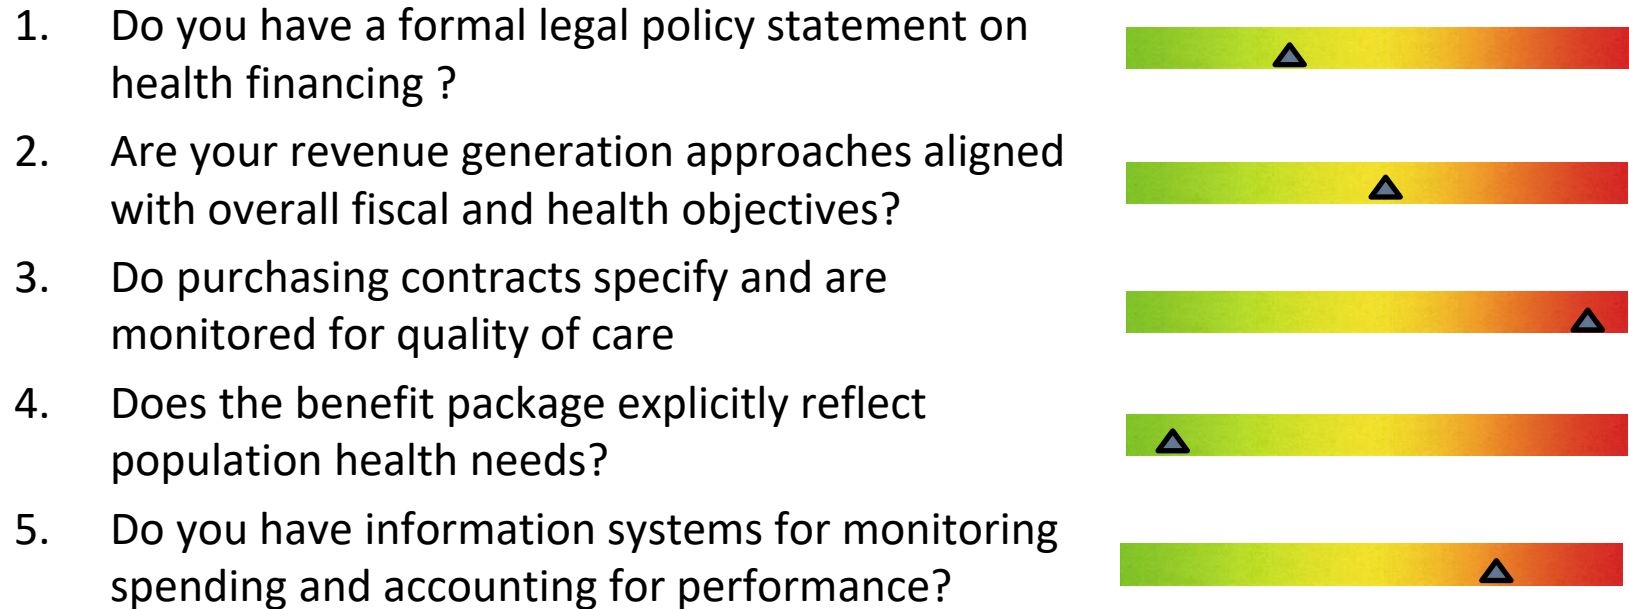 1. Do you have a formal legal policy statement on
health financing ?
2. Are your revenue generation approaches aligned
with overall fiscal and health objectives?
3. Do purchasing contracts specify and are
monitored for quality of care
4. Does the benefit package explicitly reflect
population health needs?
5. Do you have information systems for monitoring
spending and accounting for performance?